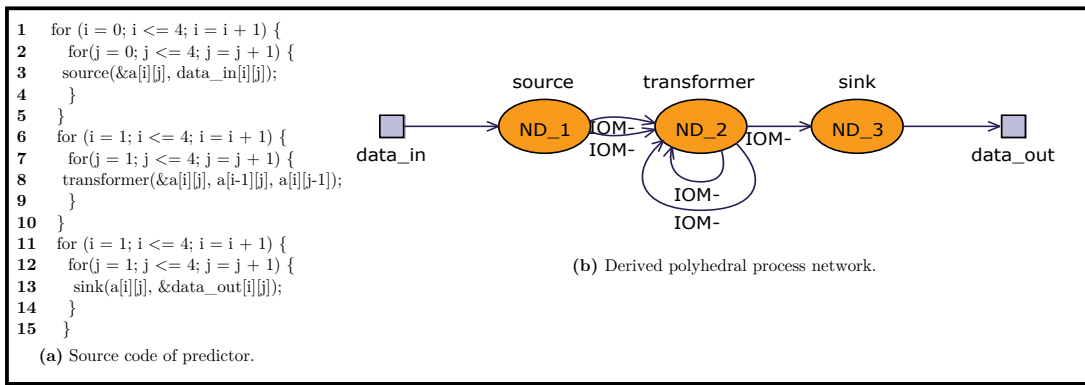 1 for (i = 0; i <= 4; i = i + 1) {
2 for(j = 0; j <= 4; j = j + 1) {
3 source(&a[i][j], data_in[i][j]);
4 }
5 }
6 for (i = 1; i <= 4; i = i + 1) {
7 for(j = 1; j <= 4; j = j + 1) {
8 transformer(&a[i][j], a[i-1][j], a[i][j-1]);
9 }
10 }
11 for (i = 1; i <= 4; i = i + 1) {
12 for(j = 1; j <= 4; j = j + 1) {
13 sink(a[i][j], &data_out[i][j]);
14 }
15 }
(a) Source code of predictor.
source
transformer
sink
data_in
ND_1
IOM-
IOM-
ND_2
IOM-
ND_3
data_out
IOM-
IOM-
(b) Derived polyhedral process network.